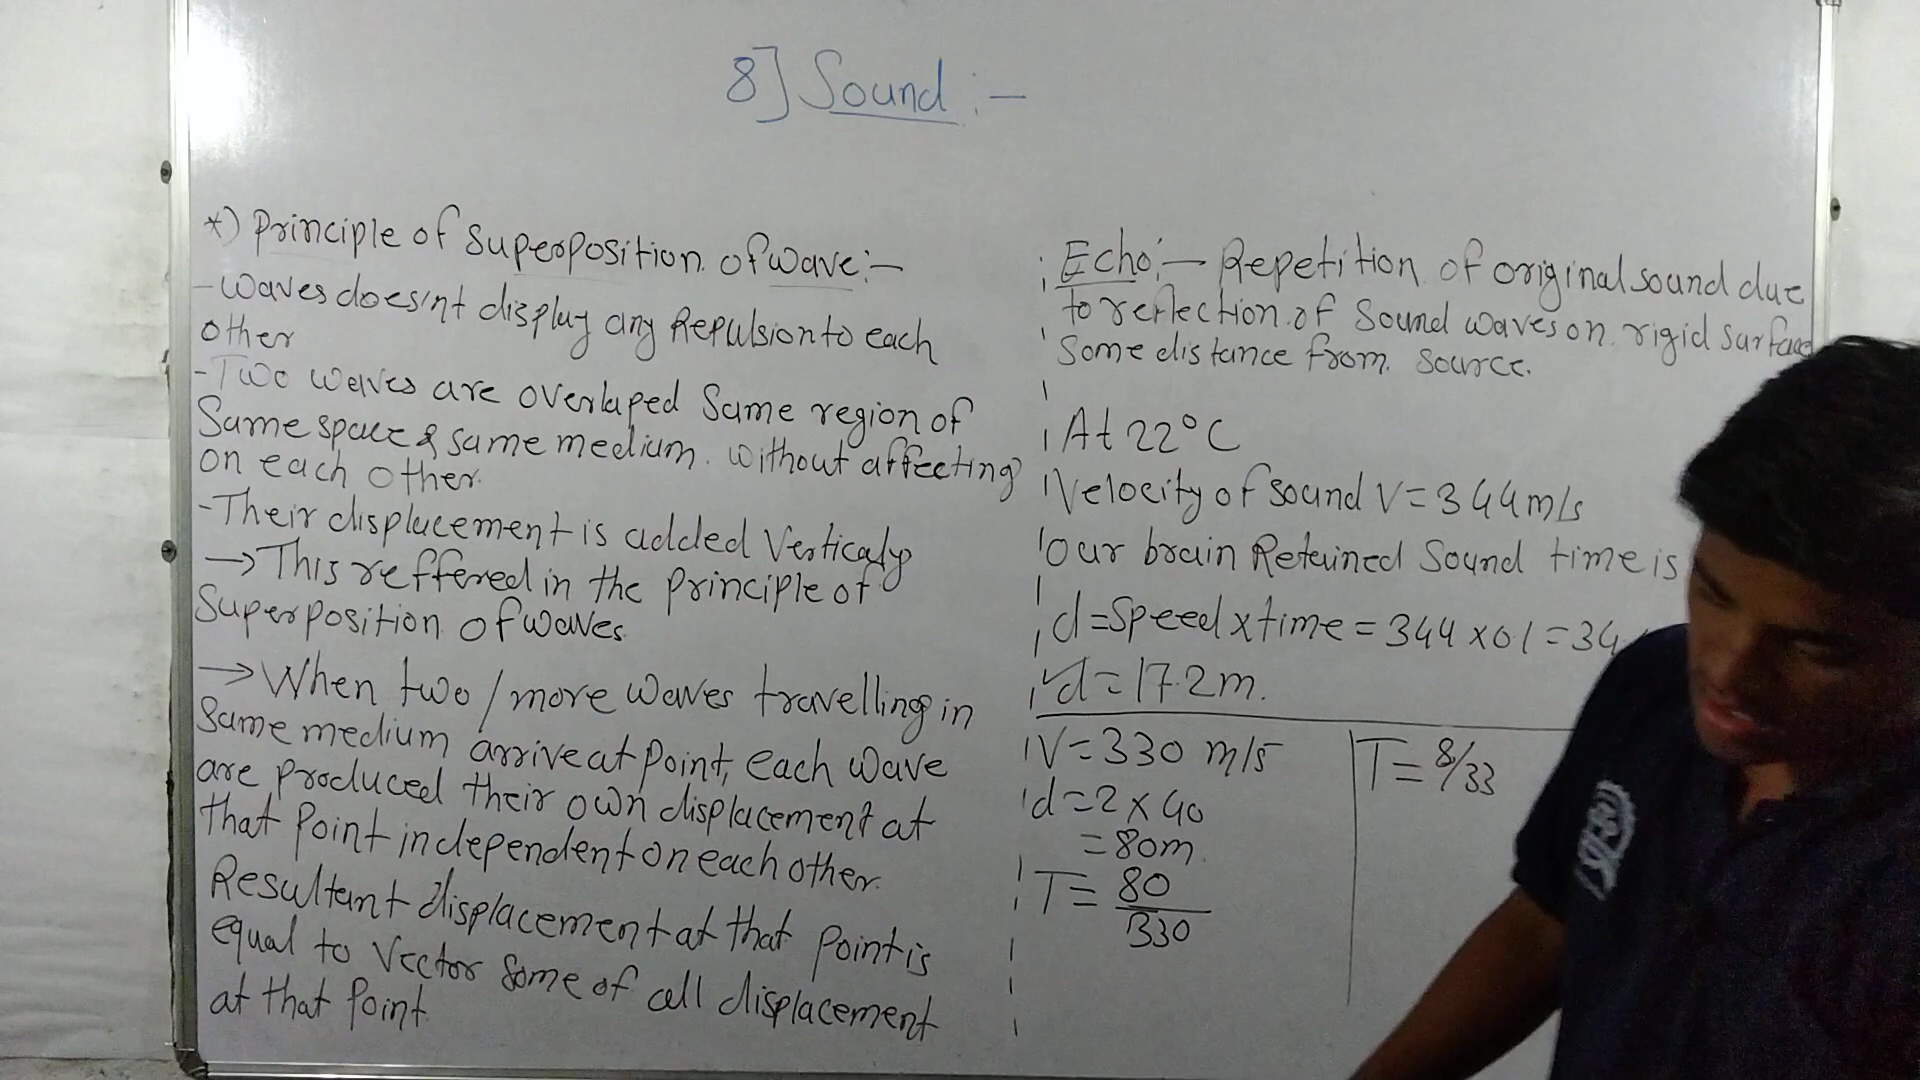 8] Sound :-
*) Principle of Superposition of wave:-
- Waves does'nt display any Repulsion to each
other
- Two waves are overlaped Same region of
Same space & same medium. without affecting
on each other.
- Their displacement is added Verticaly
→ This reffered in the Principle of
Superposition of waves.
→ When two / more waves travelling in
Same medium arrive at Point, each wave
are produced their own displacement at
that Point independent on each other.
Resultant displacement at that Point is
equal to Vector Some of all displacement
at that Point.
Echo:- Repetition of original sound due
to reflection of Sound waves on rigid surface
Some distance from source.
At 22°C
Velocity of sound V = 344 m/s
Our brain Retained Sound time is
d = Speed x time = 344 x 0.1 = 34
d = 17.2 m.
V = 330 m/s
d = 2 x 40
= 80m.
T = 80
330
T = 8/33